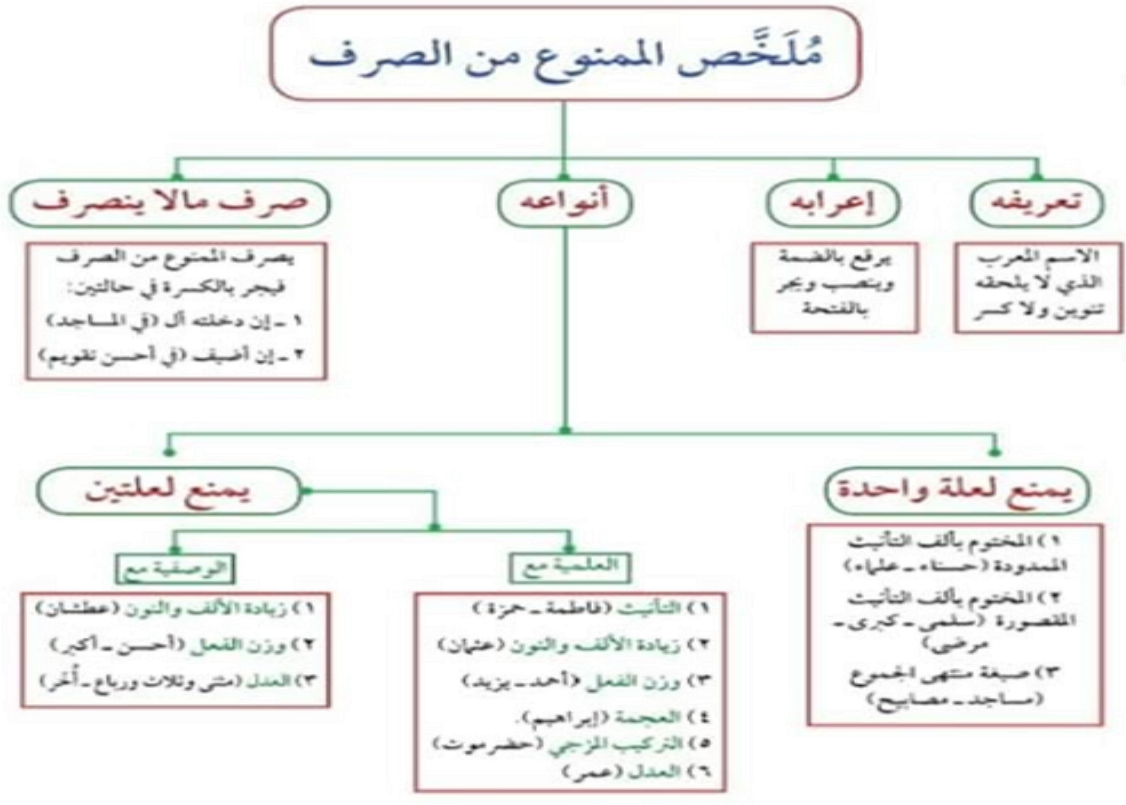 مُلَخَّص الممنوع من الصرف
تعريفه
الاسم المعرب
الذي لا يلحقه
تنوين ولا كسر
إعرابه
يرفع بالضمة
وينصب ويجر
بالفتحة
أنواعه
صرف مالا ينصرف
يصرف الممنوع من الصرف
فيجر بالكسرة في حالتين:
١ ـ إن دخلته أل (في المساجد)
٢ ـ إن أضيف (في أحسن تقويم)
يمنع لعلة واحدة
١) المختوم بألف التأنيث
الممدودة (حسناء ـ علماء)
٢) المختوم بألف التأنيث
المقصورة (سلمى ـ كبرى ـ
مرضى)
٣) صيغة منتهى الجموع
(مساجد ـ مصابيح)
يمنع لعلتين
العلمية مع
١) التأنيث (فاطمة ـ حمزة)
٢) زيادة الألف والنون (عثمان)
٣) وزن الفعل (أحمد ـ يزيد)
٤) العجمة (إبراهيم).
٥) التركيب المزجي (حضرموت)
٦) العدل (عمر)
الوصفية مع
١) زيادة الألف والنون (عطشان)
٢) وزن الفعل (أحسن ـ أكبر)
٣) العدل (مثنى وثلاث ورباع ـ أُخر)